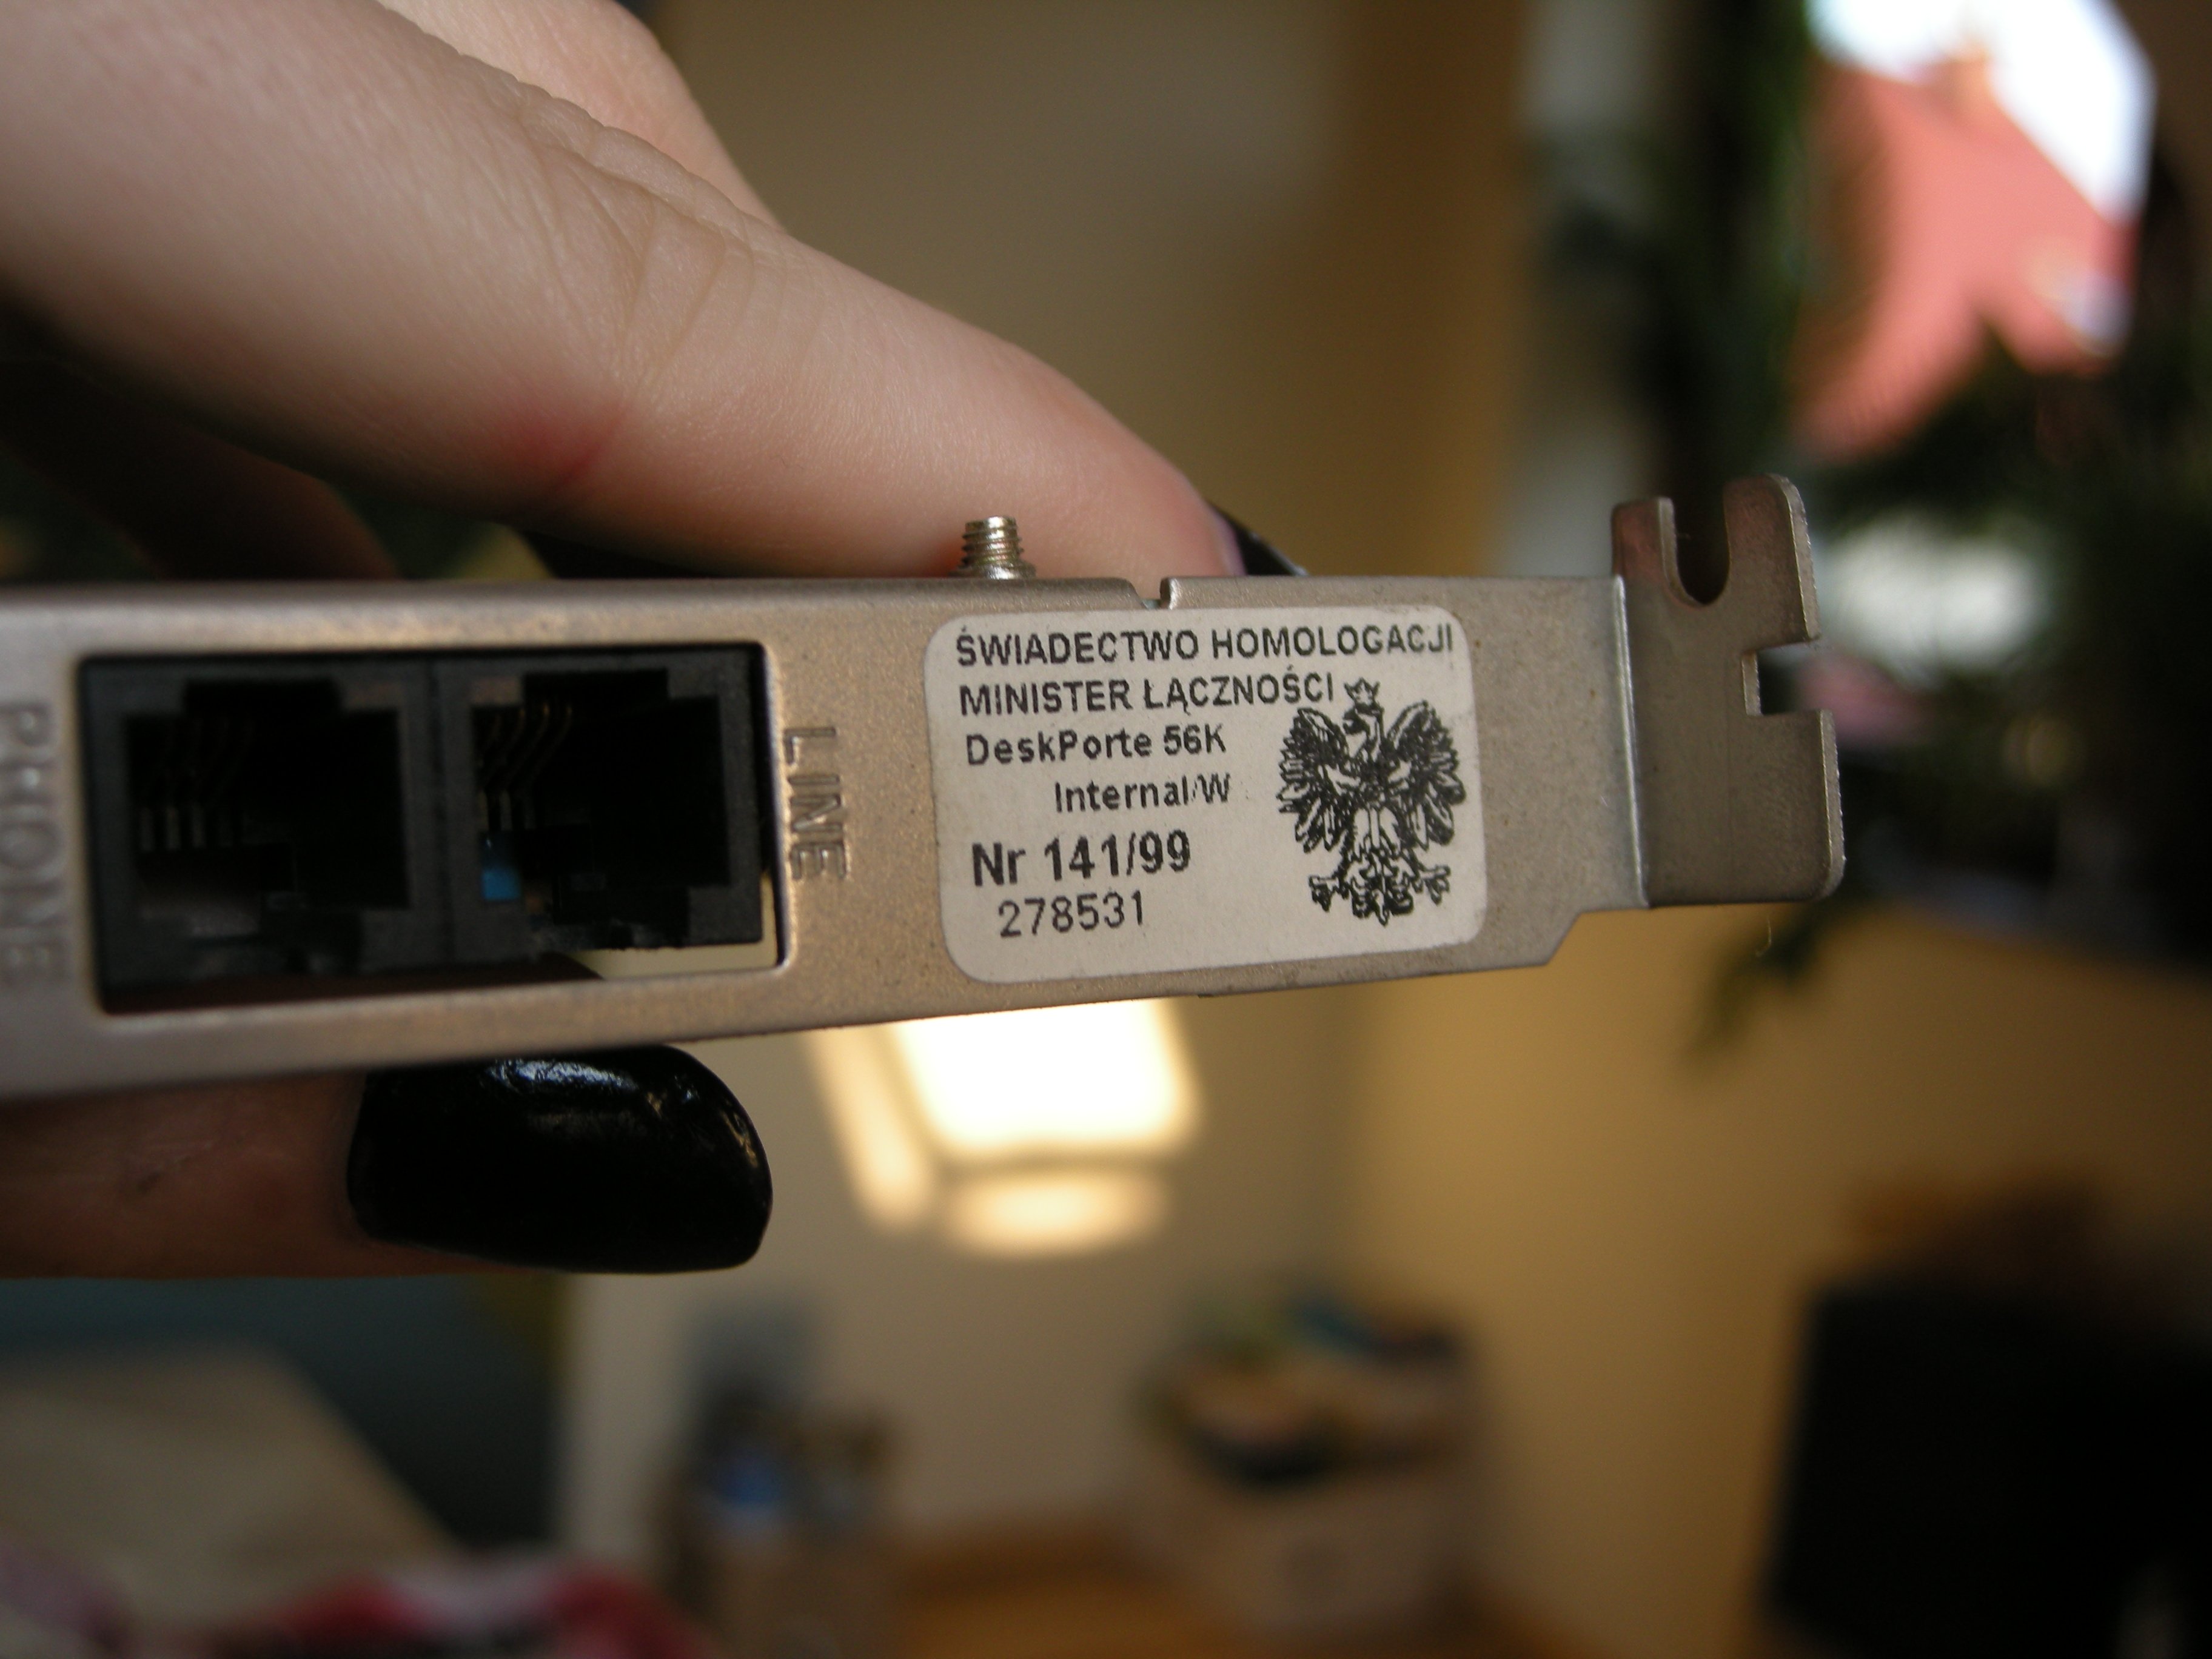 PHONE
LINE
ŚWIADECTWO HOMOLOGACJI
MINISTER ŁĄCZNOŚCI
DeskPorte 56K
Internal/W
Nr 141/99
278531